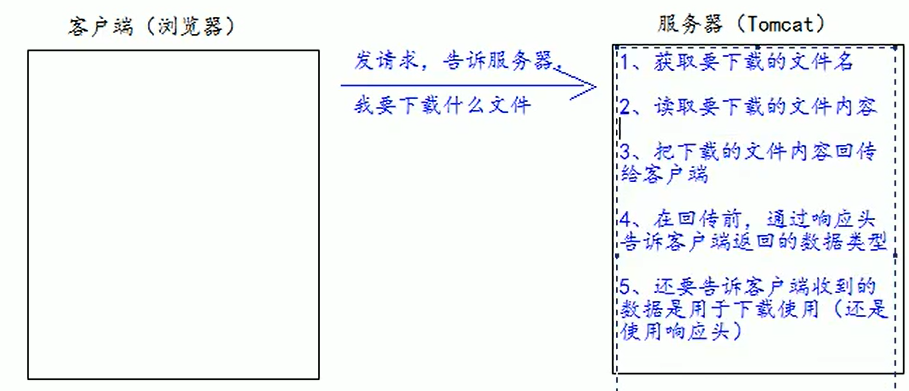 客户端（浏览器）
服务器（Tomcat）
发请求，告诉服务器，
我要下载什么文件
1、获取要下载的文件名
2、读取要下载的文件内容
3、把下载的文件内容回传
给客户端
4、在回传前，通过响应头
告诉客户端返回的数据类型
5、还要告诉客户端收到的
数据是用于下载使用（还是
使用响应头）